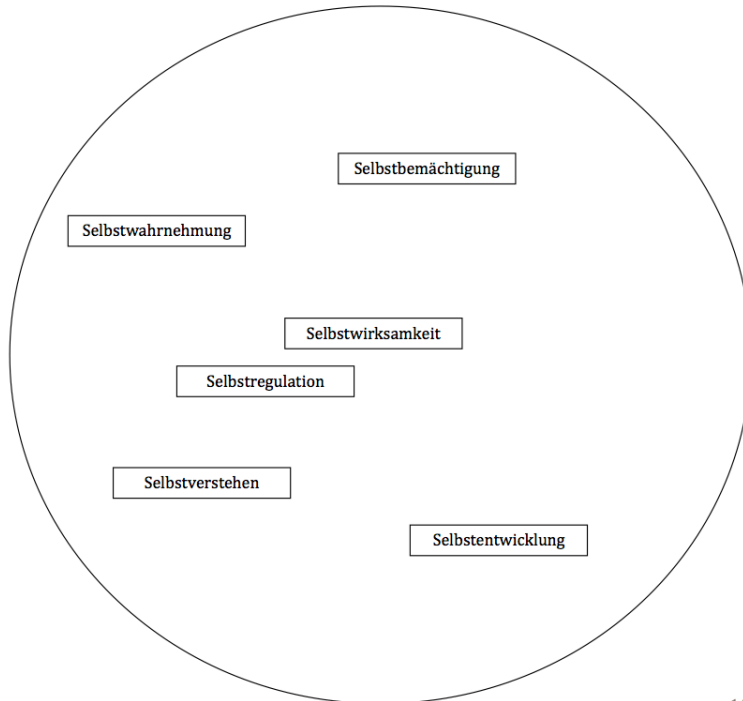 Selbstbemächtigung
Selbstwahrnehmung
Selbstwirksamkeit
Selbstregulation
Selbstverstehen
Selbstentwicklung